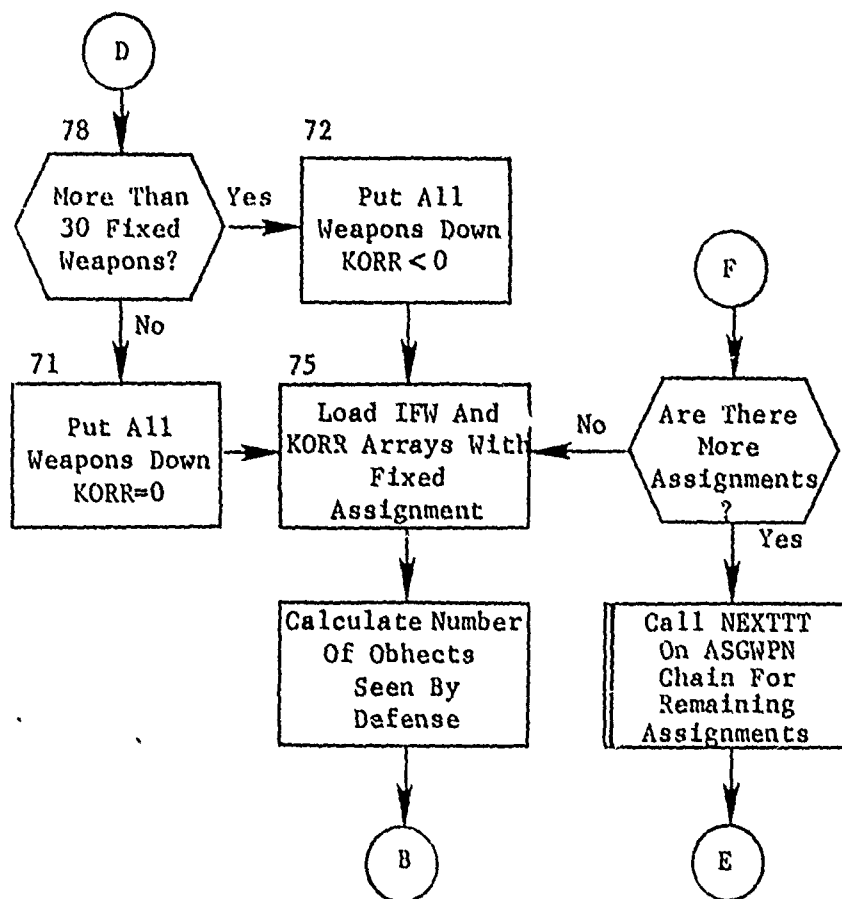 D
78
More Than
30 Fixed
Weapons?
Yes
No
72
Put All
Weapons Down
KORR < 0
71
Put All
Weapons Down
KORR=0
75
Load IFW And
KORR Arrays With
Fixed
Assignment
Calculate Number
Of Obhects
Seen By
Dafense
B
F
Are There
More
Assignments
?
No
Yes
Call NEXTTT
On ASGWPN
Chain For
Remaining
Assignments
E